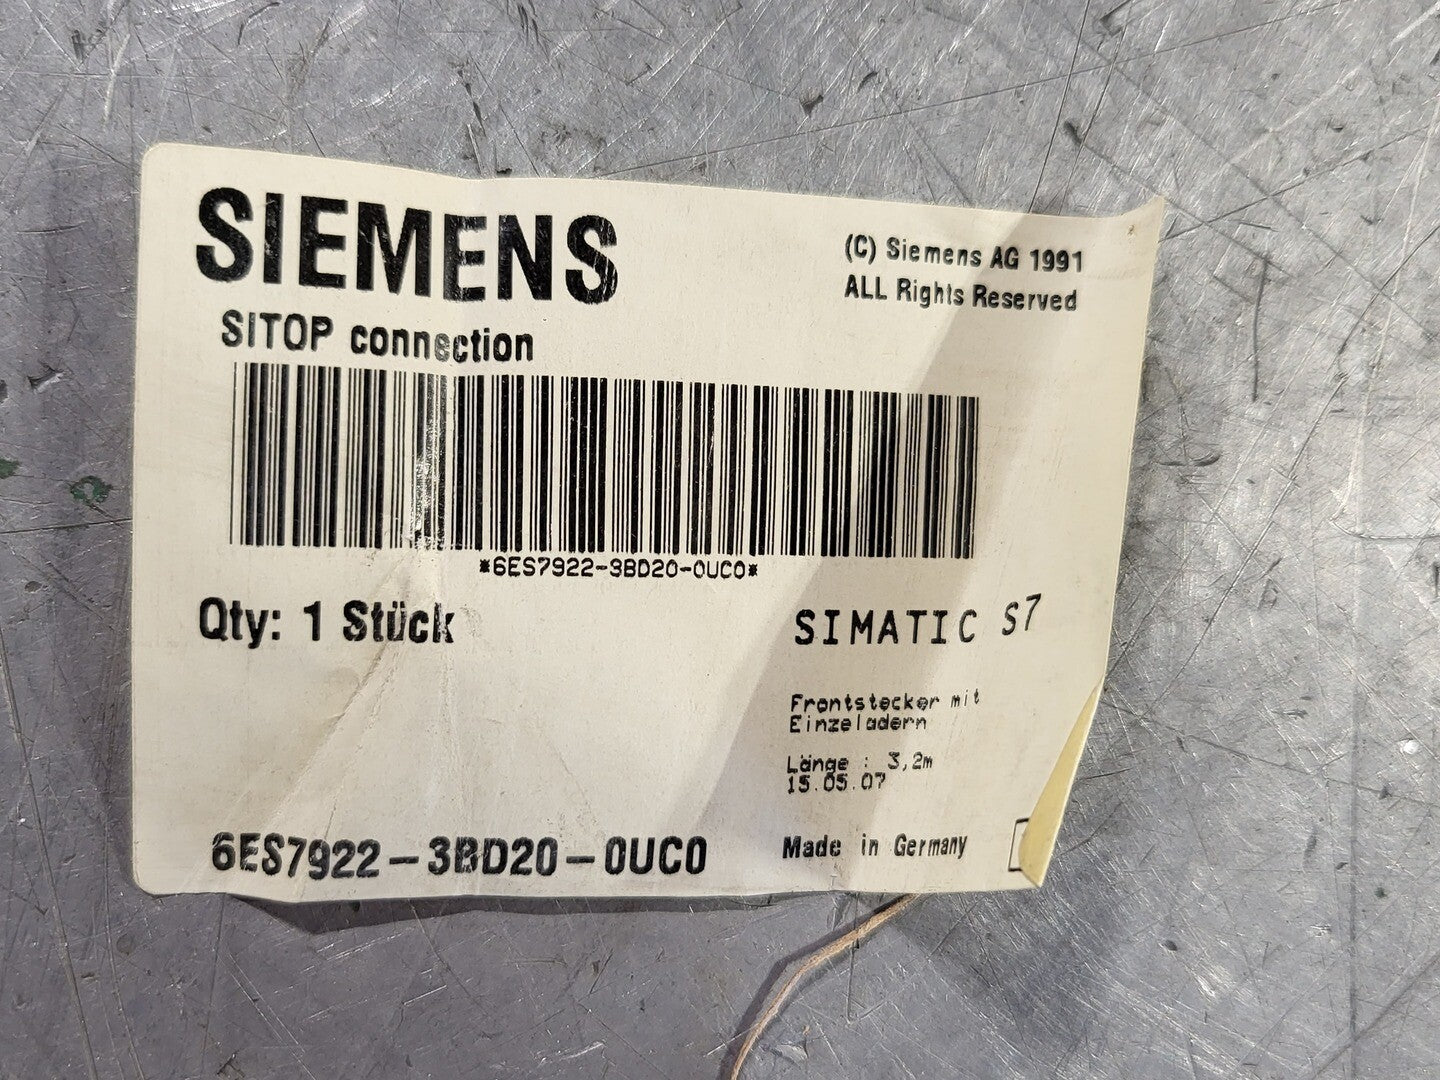 SIEMENS
(C) Siemens AG 1991
ALL Rights Reserved
SITOP connection
*6ES7922-3BD20-0UC0*
Qty: 1 Stück
SIMATIC S7
Frontstecker mit
Einzeladern
Länge : 3,2m
15.05.07
6ES7922-3BD20-0UC0
Made in Germany